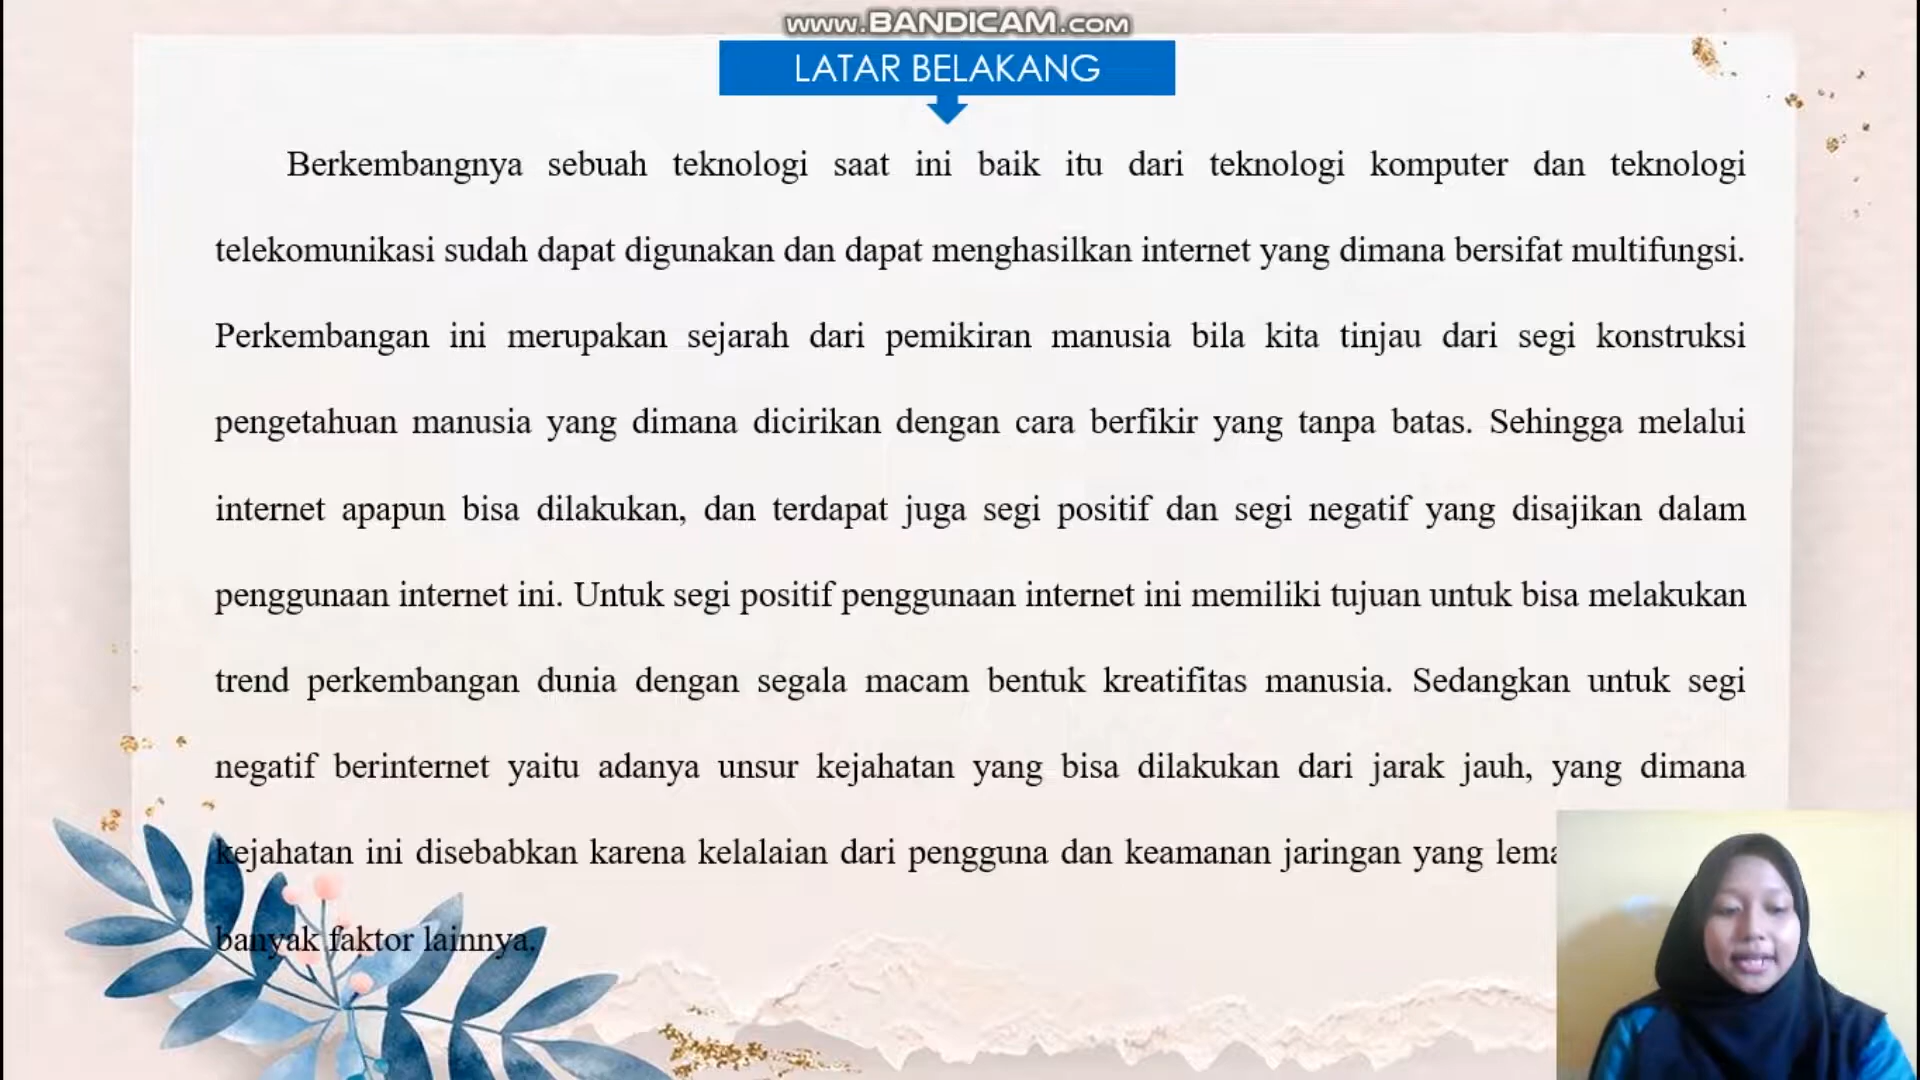 www.BANDICAM.com
LATAR BELAKANG
Berkembangnya sebuah teknologi saat ini baik itu dari teknologi komputer dan teknologi
telekomunikasi sudah dapat digunakan dan dapat menghasilkan internet yang dimana bersifat multifungsi.
Perkembangan ini merupakan sejarah dari pemikiran manusia bila kita tinjau dari segi konstruksi
pengetahuan manusia yang dimana dicirikan dengan cara berfikir yang tanpa batas. Sehingga melalui
internet apapun bisa dilakukan, dan terdapat juga segi positif dan segi negatif yang disajikan dalam
penggunaan internet ini. Untuk segi positif penggunaan internet ini memiliki tujuan untuk bisa melakukan
trend perkembangan dunia dengan segala macam bentuk kreatifitas manusia. Sedangkan untuk segi
negatif berinternet yaitu adanya unsur kejahatan yang bisa dilakukan dari jarak jauh, yang dimana
kejahatan ini disebabkan karena kelalaian dari pengguna dan keamanan jaringan yang
banyak faktor lainnya,